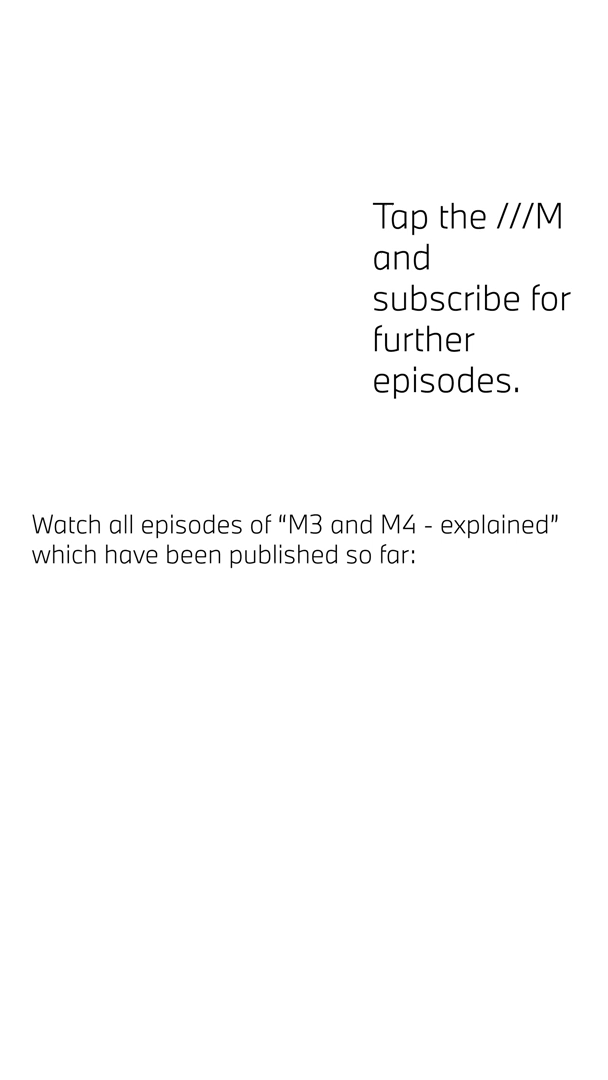 Tap the ///M
and
subscribe for
further
episodes.
Watch all episodes of “M3 and M4 - explained”
which have been published so far: